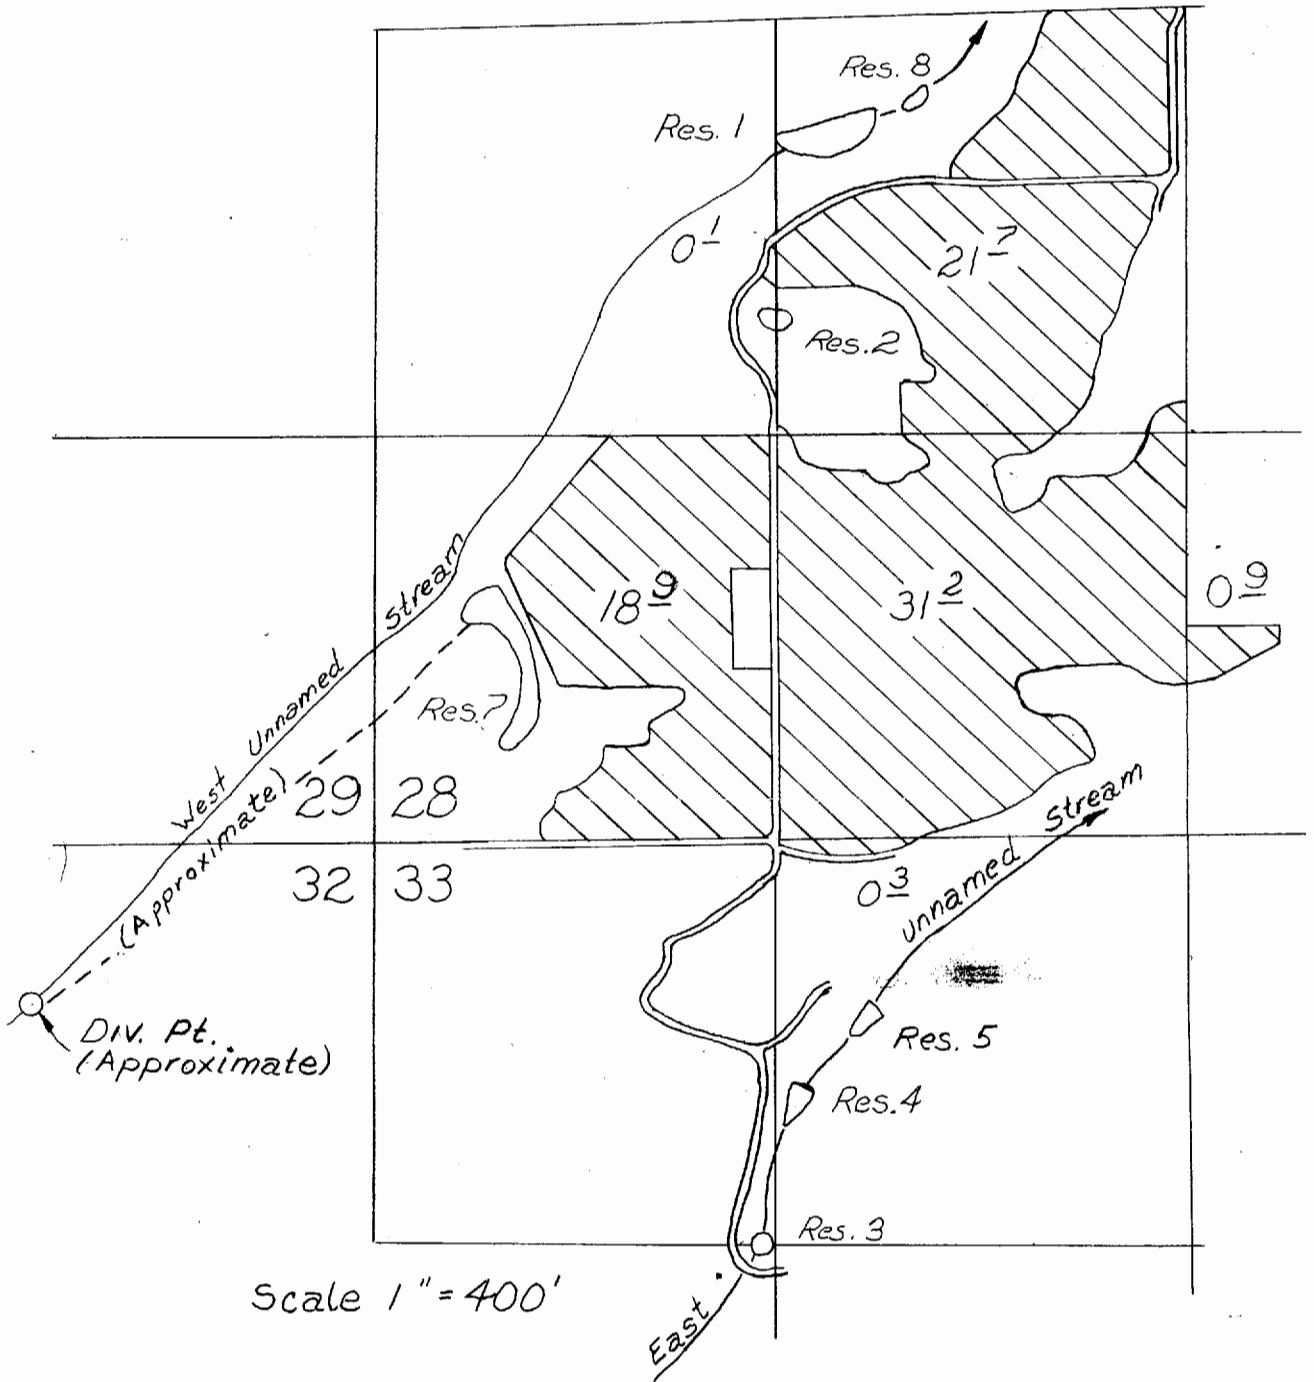 Res. 8
Res. 1
0 1
21 7
Res. 2
West Unnamed Stream
18 9
31 2
0 9
Res. 7
(Approximate)
29 28
32 33
0 3
Div. Pt.
(Approximate)
Res. 5
Res. 4
Res. 3
Scale 1" = 400'
East Unnamed Stream